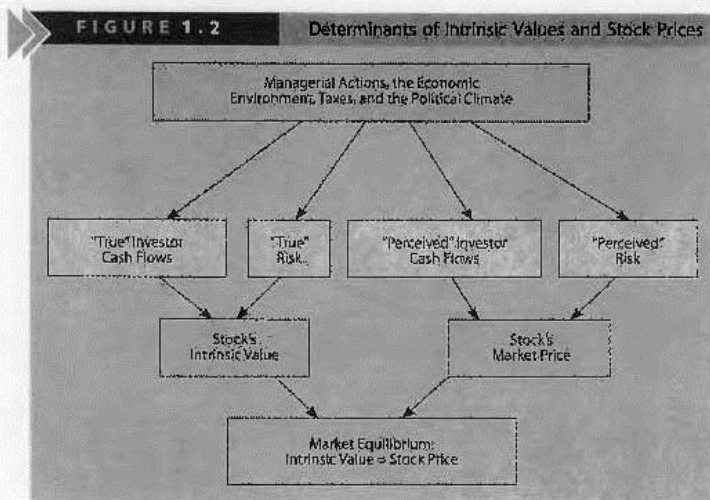 FIGURE 1.2
Determinants of Intrinsic Values and Stock Prices
Managerial Actions, the Economic
Environment, Taxes, and the Political Climate
"True" Investor
Cash Flows
"True"
Risk
"Perceived" Investor
Cash Flows
"Perceived"
Risk
Stock's
Intrinsic Value
Stock's
Market Price
Market Equilibrium:
Intrinsic Value = Stock Price